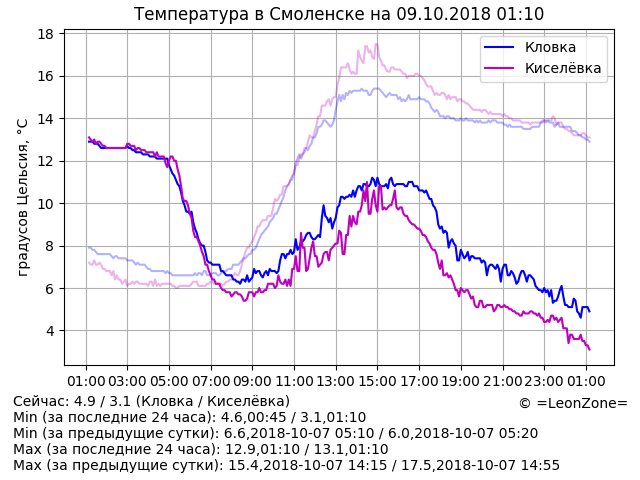 Температура в Смоленске на 09.10.2018 01:10
18
16
14
12
10
8
6
4
градусов Цельсия, °C
Кловка
Киселёвка
01:00 03:00 05:00 07:00 09:00 11:00 13:00 15:00 17:00 19:00 21:00 23:00 01:00
Сейчас: 4.9 / 3.1 (Кловка / Киселёвка)
© =LeonZone=
Min (за последние 24 часа): 4.6,00:45 / 3.1,01:10
Min (за предыдущие сутки): 6.6,2018-10-07 05:10 / 6.0,2018-10-07 05:20
Max (за последние 24 часа): 12.9,01:10 / 13.1,01:10
Max (за предыдущие сутки): 15.4,2018-10-07 14:15 / 17.5,2018-10-07 14:55